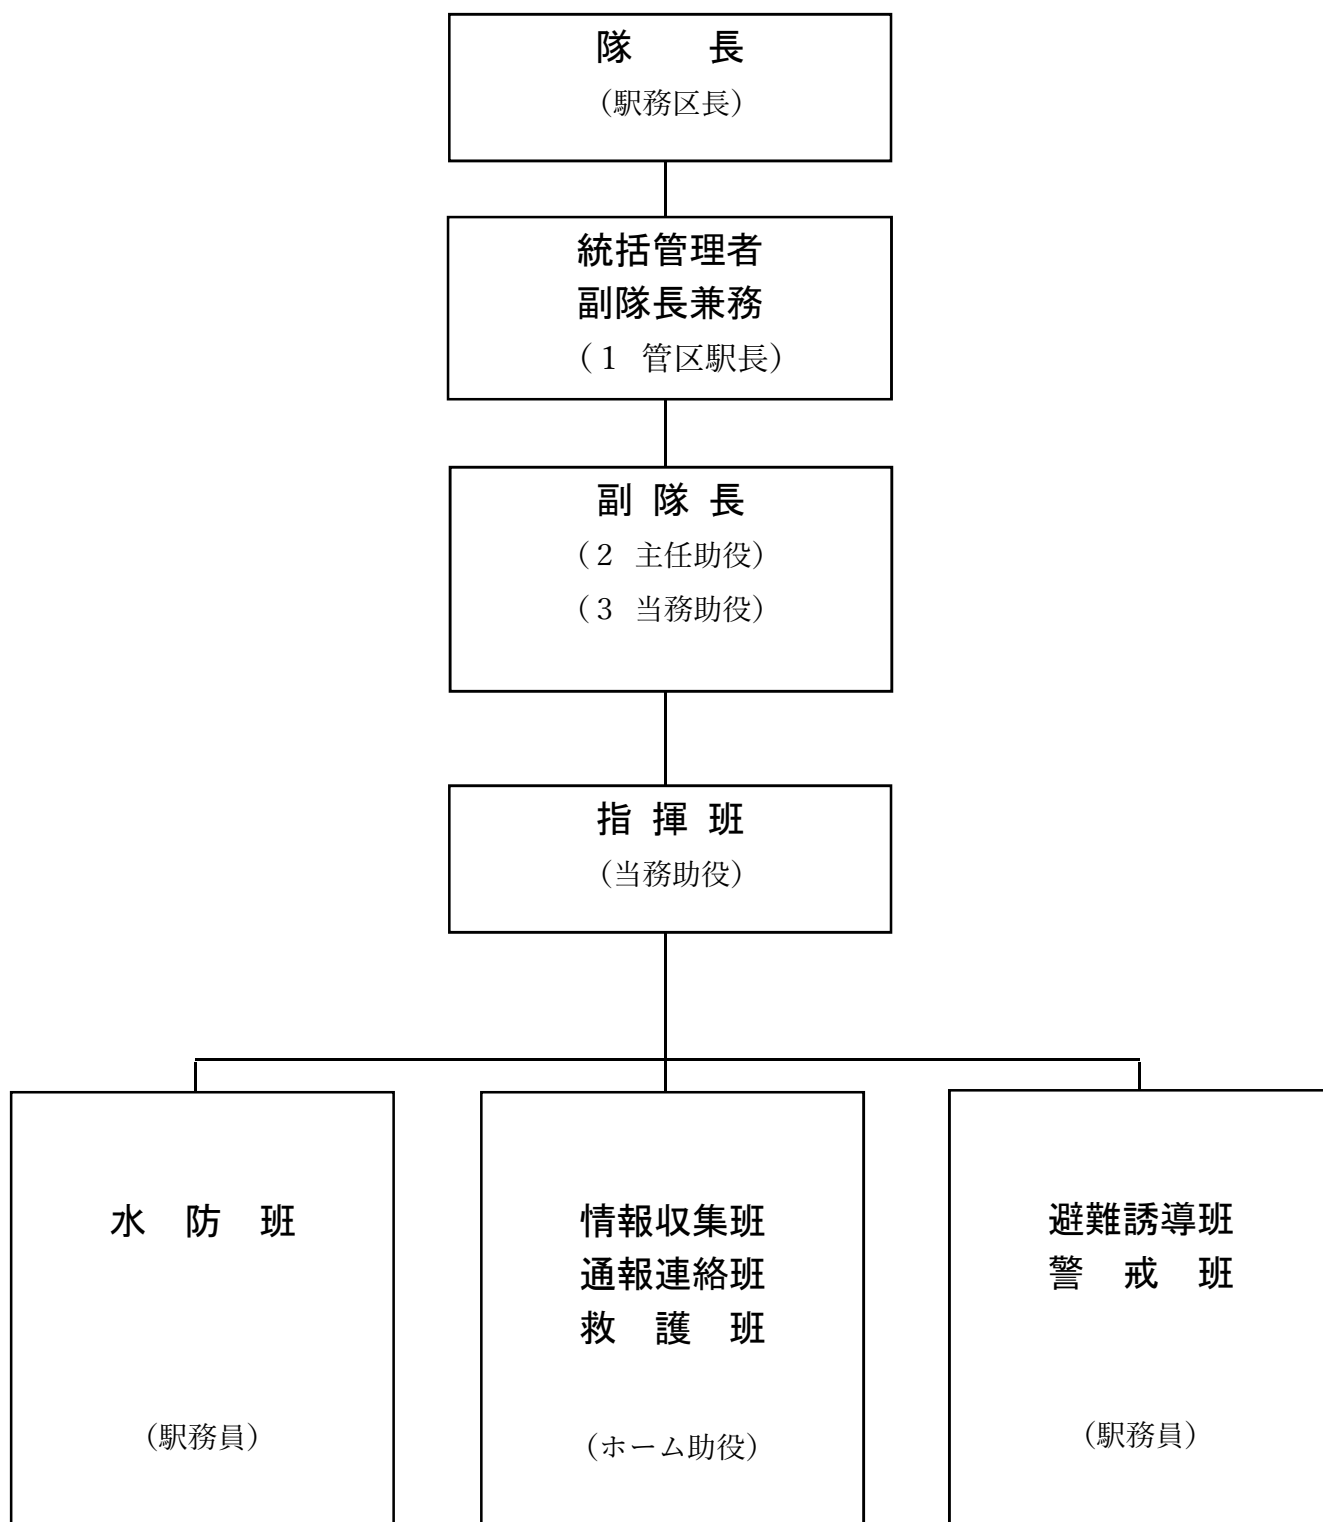 隊　　長
（駅務区長）
統括管理者
副隊長兼務
（１ 管区駅長）
副 隊 長
（２ 主任助役）
（３ 当務助役）
指 揮 班
（当務助役）
水　防　班
（駅務員）
情報収集班
通報連絡班
救　護　班
（ホーム助役）
避難誘導班
警　戒　班
（駅務員）